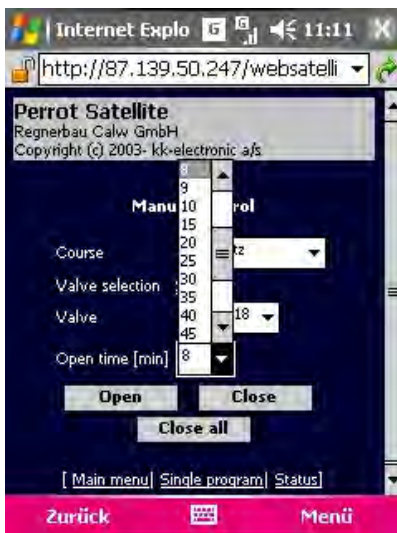 Internet Explo G G 11:11
http://87.139.50.247/websatelli
Perrot Satellite
Regnerbau Calw GmbH
Copyright (c) 2003- kk-electronic a/s
8
9
Manu 10 rol
15
20
Course 25 tz
Valve selection 30
35
Valve 40 18
45
Open time [min] 8
Open Close
Close all
[ Main menu| Single program| Status]
Zurück Menü